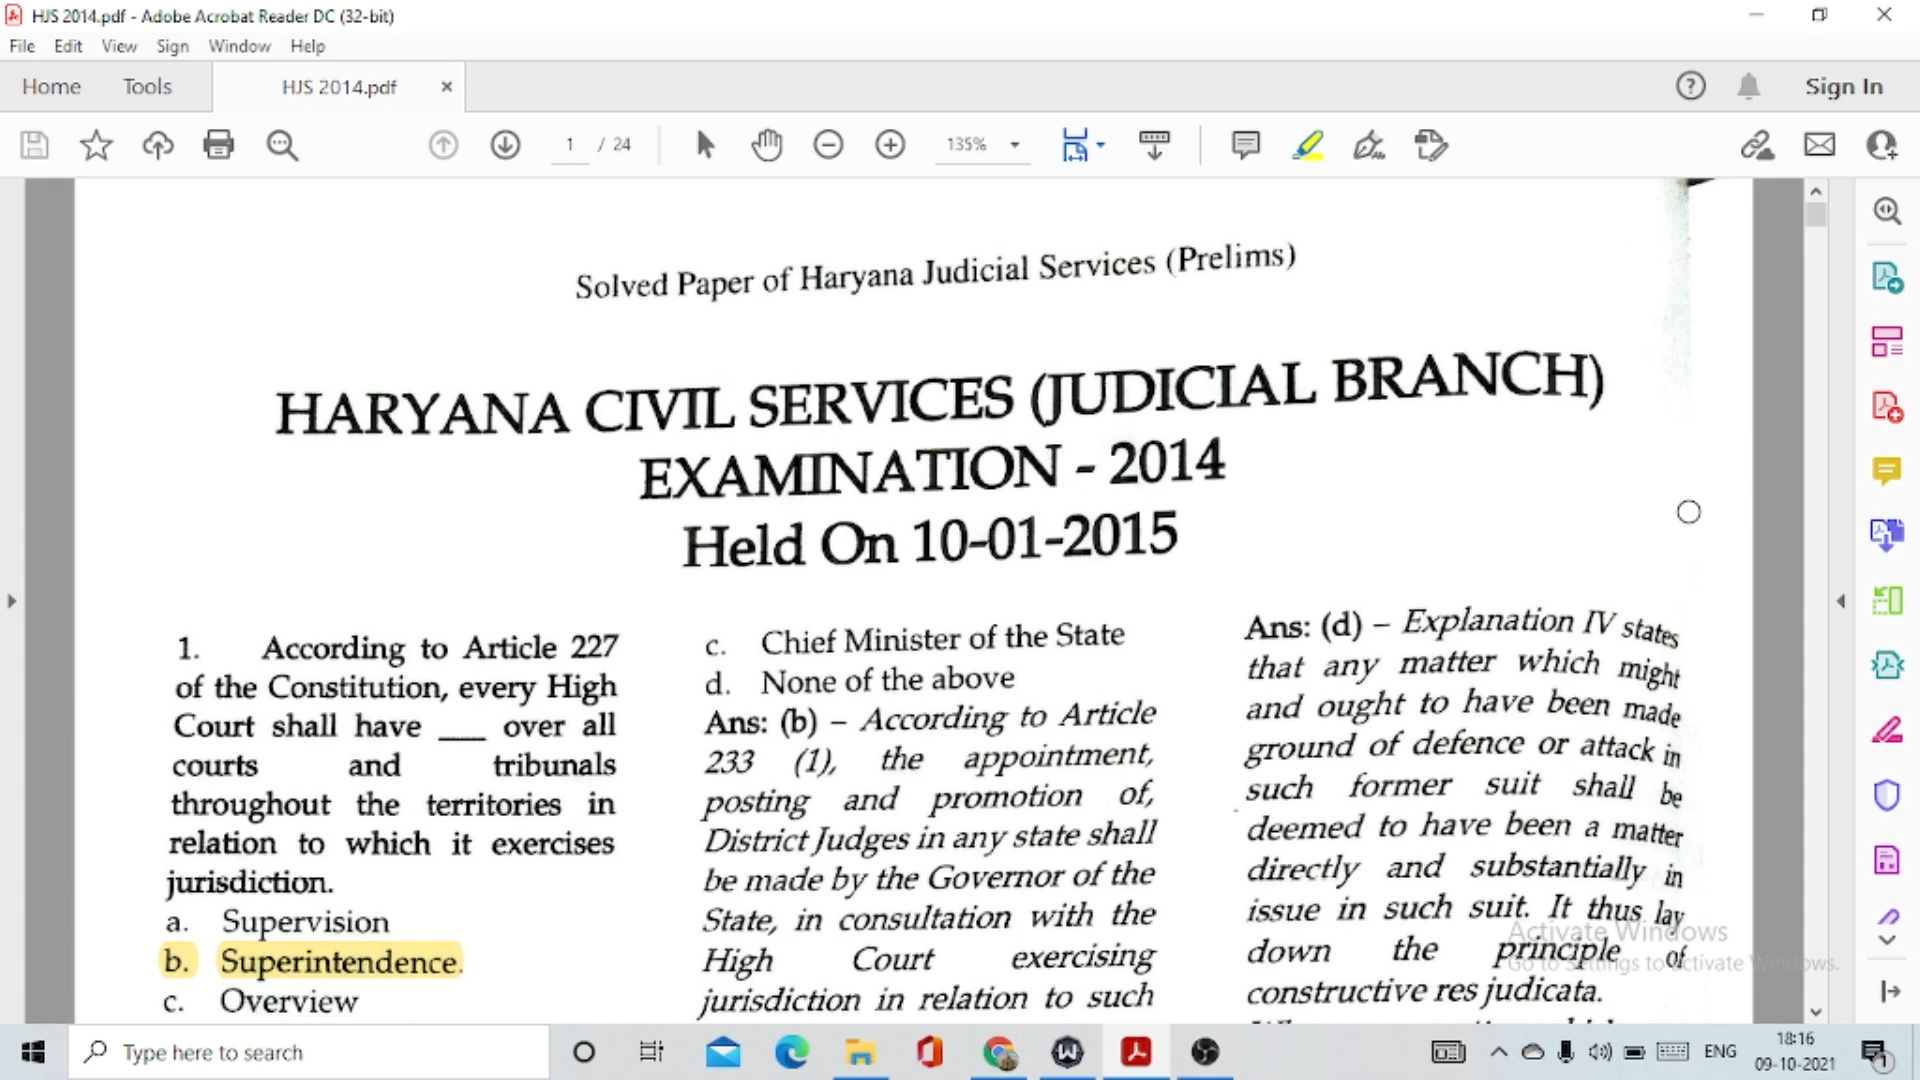 HJS 2014.pdf - Adobe Acrobat Reader DC (32-bit)
File Edit View Sign Window Help
Home Tools HJS 2014.pdf × Sign In
1 / 24 135%
Solved Paper of Haryana Judicial Services (Prelims)
HARYANA CIVIL SERVICES (JUDICIAL BRANCH)
EXAMINATION - 2014
Held On 10-01-2015
1. According to Article 227
of the Constitution, every High
Court shall have ___ over all
courts and tribunals
throughout the territories in
relation to which it exercises
jurisdiction.
a. Supervision
b. Superintendence.
c. Overview
c. Chief Minister of the State
d. None of the above
Ans: (b) – According to Article
233 (1), the appointment,
posting and promotion of,
District Judges in any state shall
be made by the Governor of the
State, in consultation with the
High Court exercising
jurisdiction in relation to such
Ans: (d) – Explanation IV states
that any matter which might
and ought to have been made
ground of defence or attack in
such former suit shall be
deemed to have been a matter
directly and substantially in
issue in such suit. It thus lay
down the principle of
constructive res judicata.
Activate Windows
Go to Settings to activate Windows.
Type here to search
ENG
18:16
09-10-2021
1